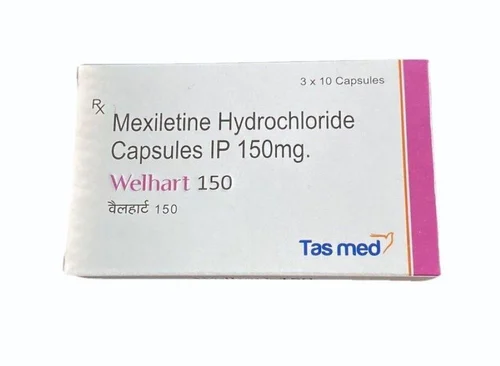 3 x 10 Capsules
Rx
Mexiletine Hydrochloride
Capsules IP 150mg.
Welhart 150
वैलहार्ट 150
Tas med